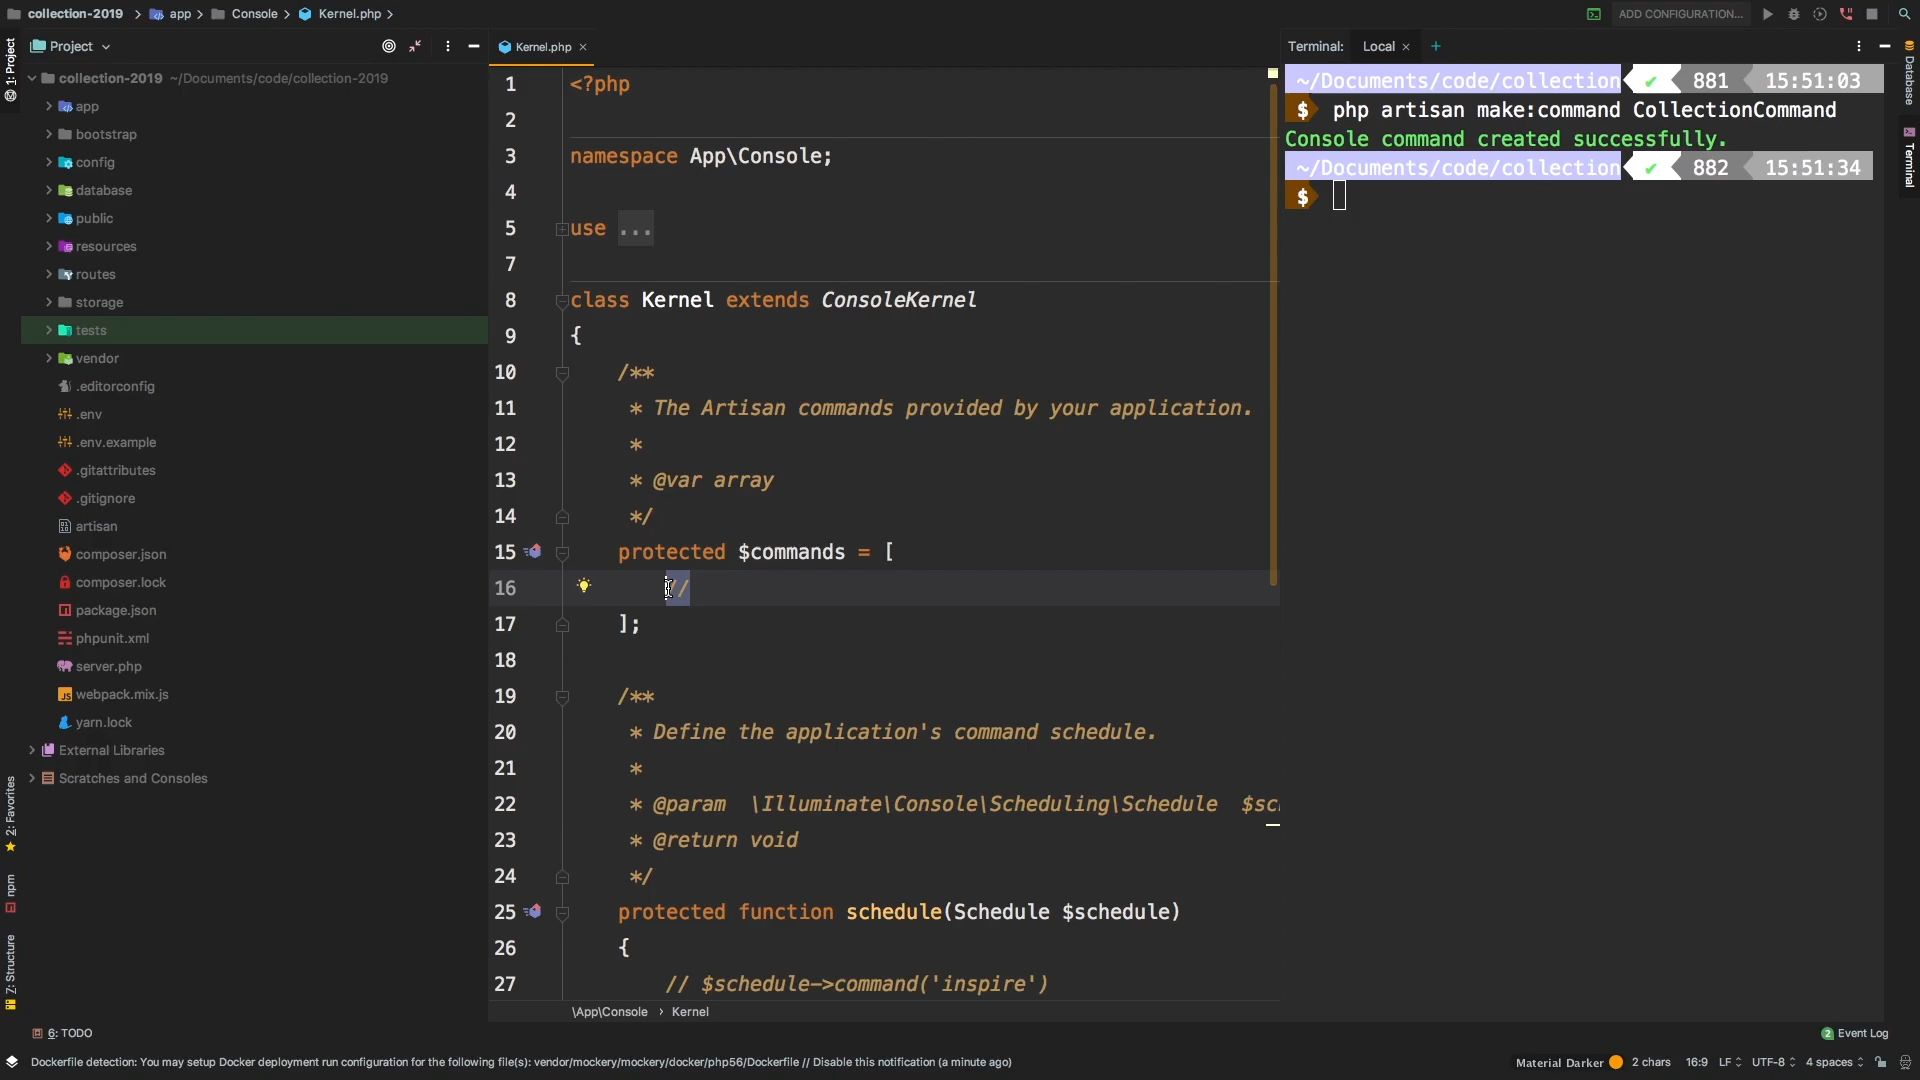 collection-2019 app Console Kernel.php
ADD CONFIGURATION...
1: Project
Project
collection-2019 ~/Documents/code/collection-2019
app
bootstrap
config
database
public
resources
routes
storage
tests
vendor
.editorconfig
.env
.env.example
.gitattributes
.gitignore
artisan
composer.json
composer.lock
package.json
phpunit.xml
server.php
webpack.mix.js
yarn.lock
External Libraries
Scratches and Consoles
2: Favorites
npm
7: Structure
Kernel.php
1 <?php
2
3 namespace App\Console;
4
5 use ...
7
8 class Kernel extends ConsoleKernel
9 {
10 /**
11 * The Artisan commands provided by your application.
12 *
13 * @var array
14 */
15 protected $commands = [
16 //
17 ];
18
19 /**
20 * Define the application's command schedule.
21 *
22 * @param \Illuminate\Console\Scheduling\Schedule $sc
23 * @return void
24 */
25 protected function schedule(Schedule $schedule)
26 {
27 // $schedule->command('inspire')
\App\Console Kernel
Terminal: Local
~/Documents/code/collection ✔ 881 15:51:03
$ php artisan make:command CollectionCommand
Console command created successfully.
~/Documents/code/collection ✔ 882 15:51:34
$
Database
Terminal
6: TODO
2 Event Log
Dockerfile detection: You may setup Docker deployment run configuration for the following file(s): vendor/mockery/mockery/docker/php56/Dockerfile // Disable this notification (a minute ago)
Material Darker 2 chars 16:9 LF UTF-8 4 spaces